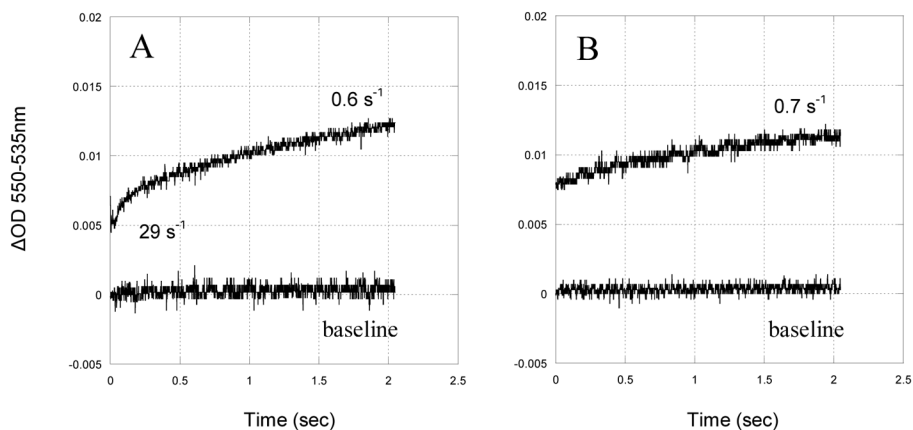 A
B
0.02
0.015
0.01
0.005
0
-0.005
0.6 s-1
29 s-1
baseline
0 0.5 1 1.5 2 2.5
Time (sec)
ΔOD 550-535nm
0.02
0.015
0.01
0.005
0
-0.005
0.7 s-1
baseline
0 0.5 1 1.5 2 2.5
Time (sec)